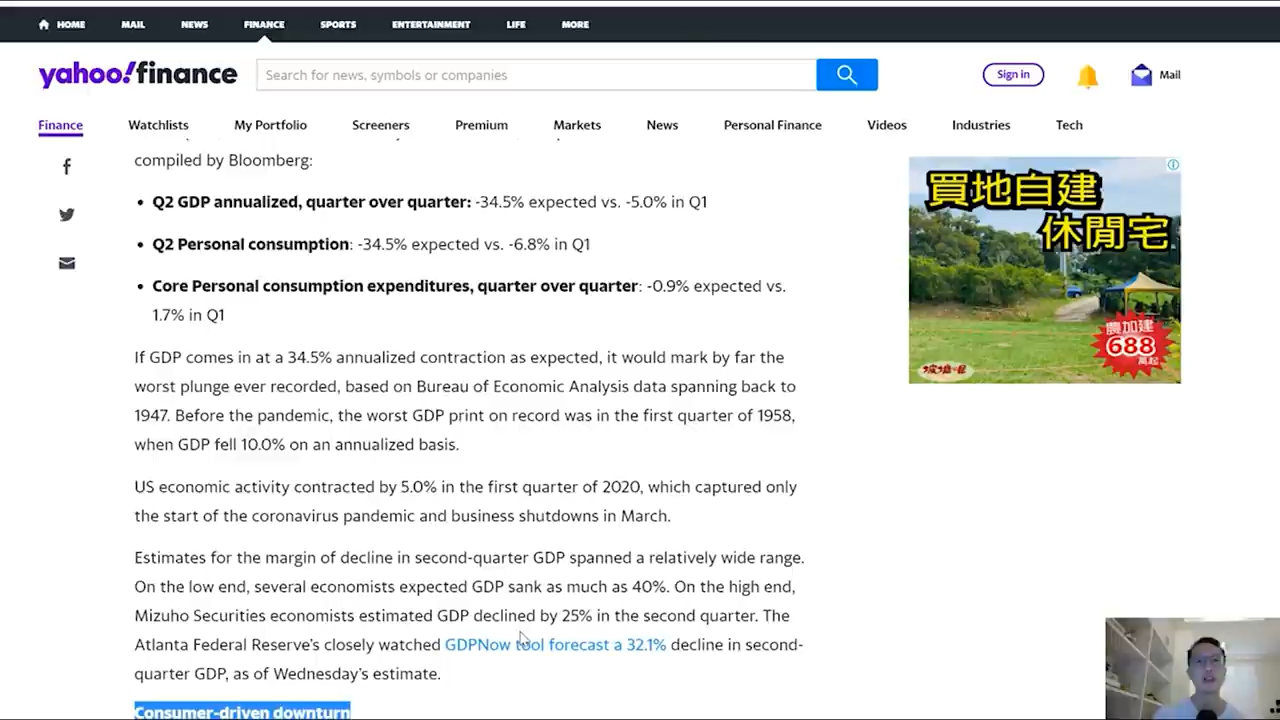 HOME MAIL NEWS FINANCE SPORTS ENTERTAINMENT LIFE MORE
yahoo!finance
Search for news, symbols or companies
Sign in
Mail
Finance Watchlists My Portfolio Screeners Premium Markets News Personal Finance Videos Industries Tech
compiled by Bloomberg:
• Q2 GDP annualized, quarter over quarter: -34.5% expected vs. -5.0% in Q1
• Q2 Personal consumption: -34.5% expected vs. -6.8% in Q1
• Core Personal consumption expenditures, quarter over quarter: -0.9% expected vs.
1.7% in Q1
If GDP comes in at a 34.5% annualized contraction as expected, it would mark by far the
worst plunge ever recorded, based on Bureau of Economic Analysis data spanning back to
1947. Before the pandemic, the worst GDP print on record was in the first quarter of 1958,
when GDP fell 10.0% on an annualized basis.
US economic activity contracted by 5.0% in the first quarter of 2020, which captured only
the start of the coronavirus pandemic and business shutdowns in March.
Estimates for the margin of decline in second-quarter GDP spanned a relatively wide range.
On the low end, several economists expected GDP sank as much as 40%. On the high end,
Mizuho Securities economists estimated GDP declined by 25% in the second quarter. The
Atlanta Federal Reserve's closely watched GDPNow tool forecast a 32.1% decline in second-
quarter GDP, as of Wednesday's estimate.
Consumer-driven downturn
買地自建
休閒宅
農加建
688
萬起